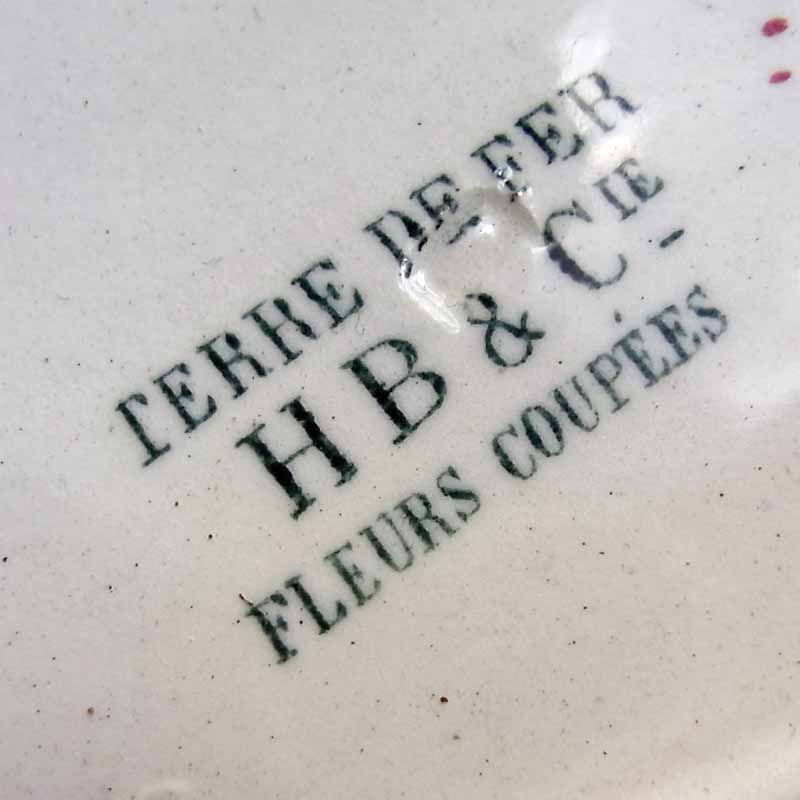 TERRE DE FER
H B & CIE
FLEURS COUPÉES